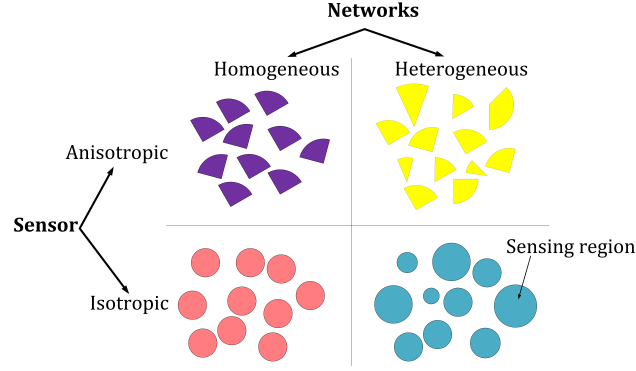 Networks
Homogeneous
Heterogeneous
Anisotropic
Sensor
Sensing region
Isotropic